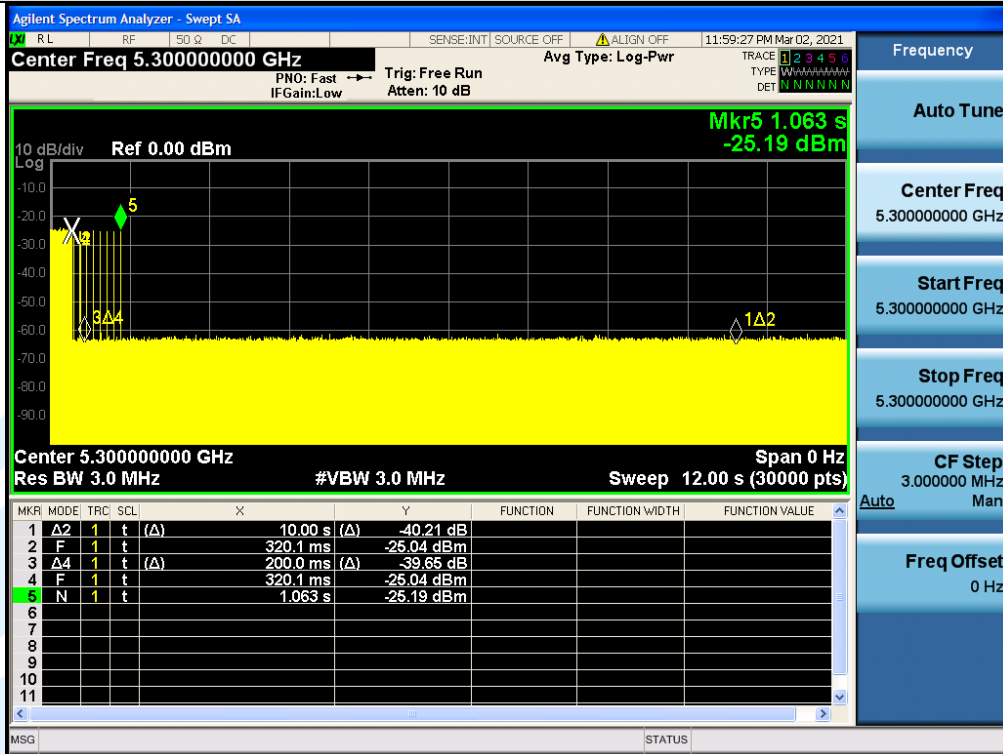 Agilent Spectrum Analyzer - Swept SA
LXI RL RF 50 Ω DC SENSE:INT SOURCE OFF ALIGN OFF 11:59:27 PM Mar 02, 2021
Center Freq 5.300000000 GHz
PNO: Fast
IFGain:Low
Trig: Free Run
Atten: 10 dB
Avg Type: Log-Pwr
TRACE 1 2 3 4 5 6
TYPE
DET N N N N N N
Mkr5 1.063 s
-25.19 dBm
10 dB/div Ref 0.00 dBm
Log
-10.0
-20.0
-30.0
-40.0
-50.0
-60.0
-70.0
-80.0
-90.0
5
3Δ4
1Δ2
Center 5.300000000 GHz Span 0 Hz
Res BW 3.0 MHz #VBW 3.0 MHz Sweep 12.00 s (30000 pts)
MKR MODE TRC SCL X Y FUNCTION FUNCTION WIDTH FUNCTION VALUE
1 Δ2 1 t (Δ) 10.00 s (Δ) -40.21 dB
2 F 1 t 320.1 ms -25.04 dBm
3 Δ4 1 t (Δ) 200.0 ms (Δ) -39.65 dB
4 F 1 t 320.1 ms -25.04 dBm
5 N 1 t 1.063 s -25.19 dBm
6
7
8
9
10
11
MSG STATUS
Frequency
Auto Tune
Center Freq
5.300000000 GHz
Start Freq
5.300000000 GHz
Stop Freq
5.300000000 GHz
CF Step
3.000000 MHz
Auto Man
Freq Offset
0 Hz